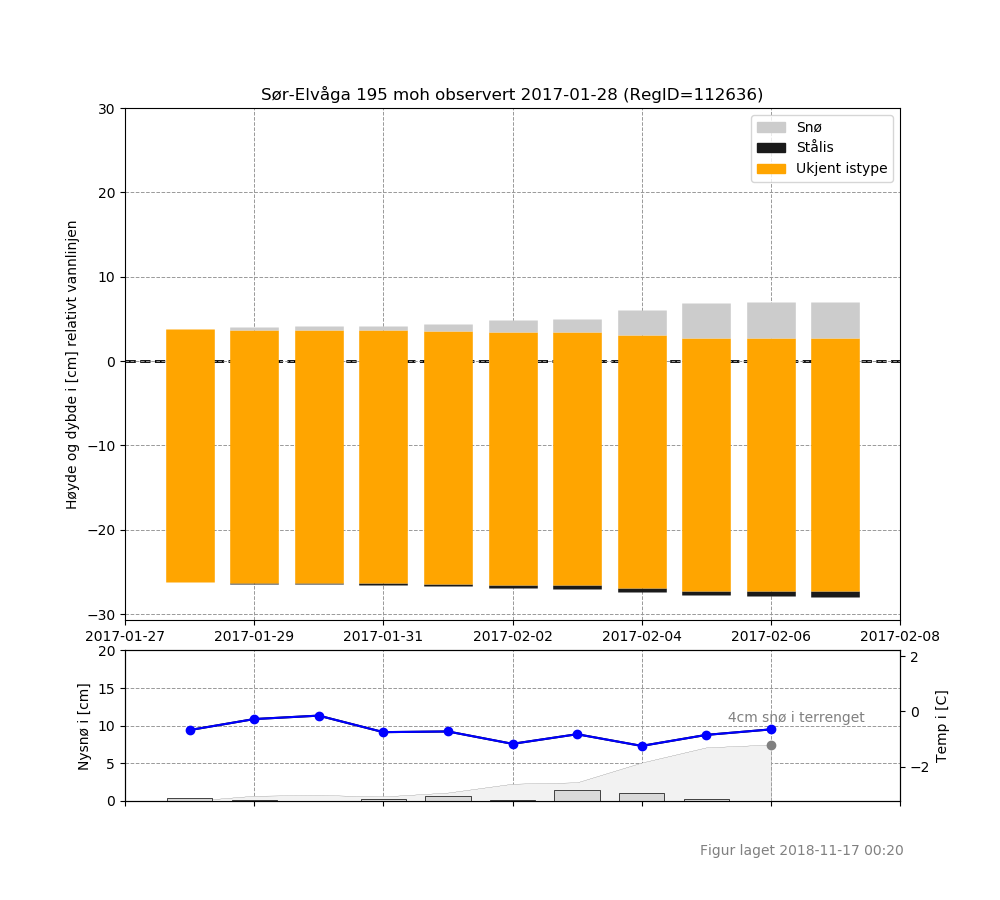 Sør-Elvåga 195 moh observert 2017-01-28 (RegID=112636)
Høyde og dybde i [cm] relativt vannlinjen
30
20
10
0
−10
−20
−30
Snø
Stålis
Ukjent istype
2017-01-27
2017-01-29
2017-01-31
2017-02-02
2017-02-04
2017-02-06
2017-02-08
Nysnø i [cm]
20
15
10
5
0
4cm snø i terrenget
2
0
−2
Temp i [C]
Figur laget 2018-11-17 00:20